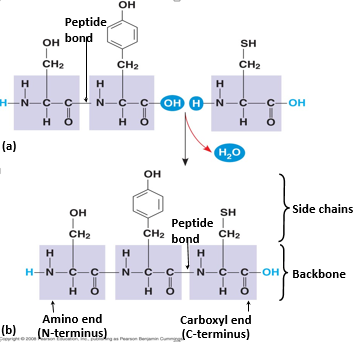 OH
Peptide
bond
OH
SH
CH₂
CH₂
CH₂
H H H
H N C C N C C OH H N C C OH
H O H O H O
(a)
H₂O
OH
Side chains
OH
Peptide
bond
SH
CH₂
CH₂
CH₂
H H H
H N C C N C C N C C OH
Backbone
H O H O H O
Amino end
(N-terminus)
Carboxyl end
(C-terminus)
(b)